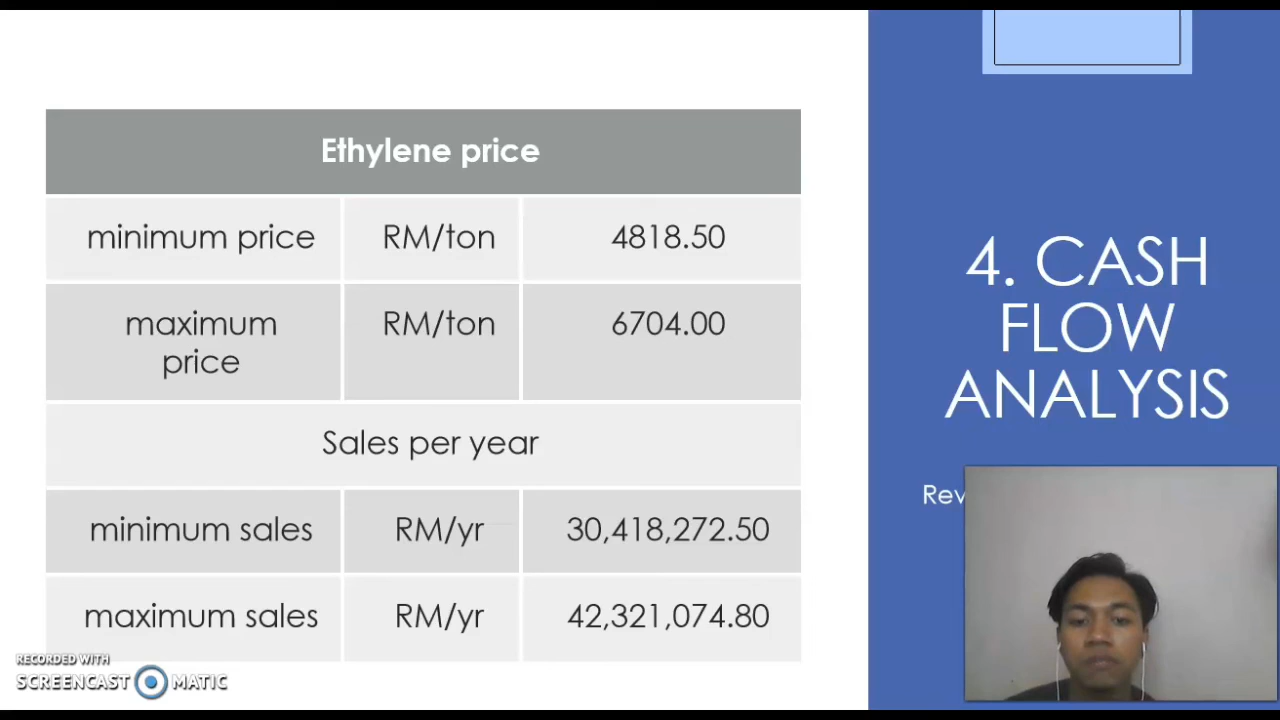 Ethylene price
minimum price RM/ton 4818.50
maximum price RM/ton 6704.00
Sales per year
minimum sales RM/yr 30,418,272.50
maximum sales RM/yr 42,321,074.80
4. CASH
FLOW
ANALYSIS
RECORDED WITH
SCREENCAST MATIC